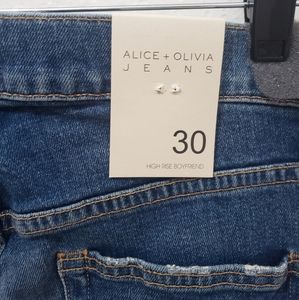 ALICE + OLIVIA
JEANS
30
HIGH RISE BOYFRIEND